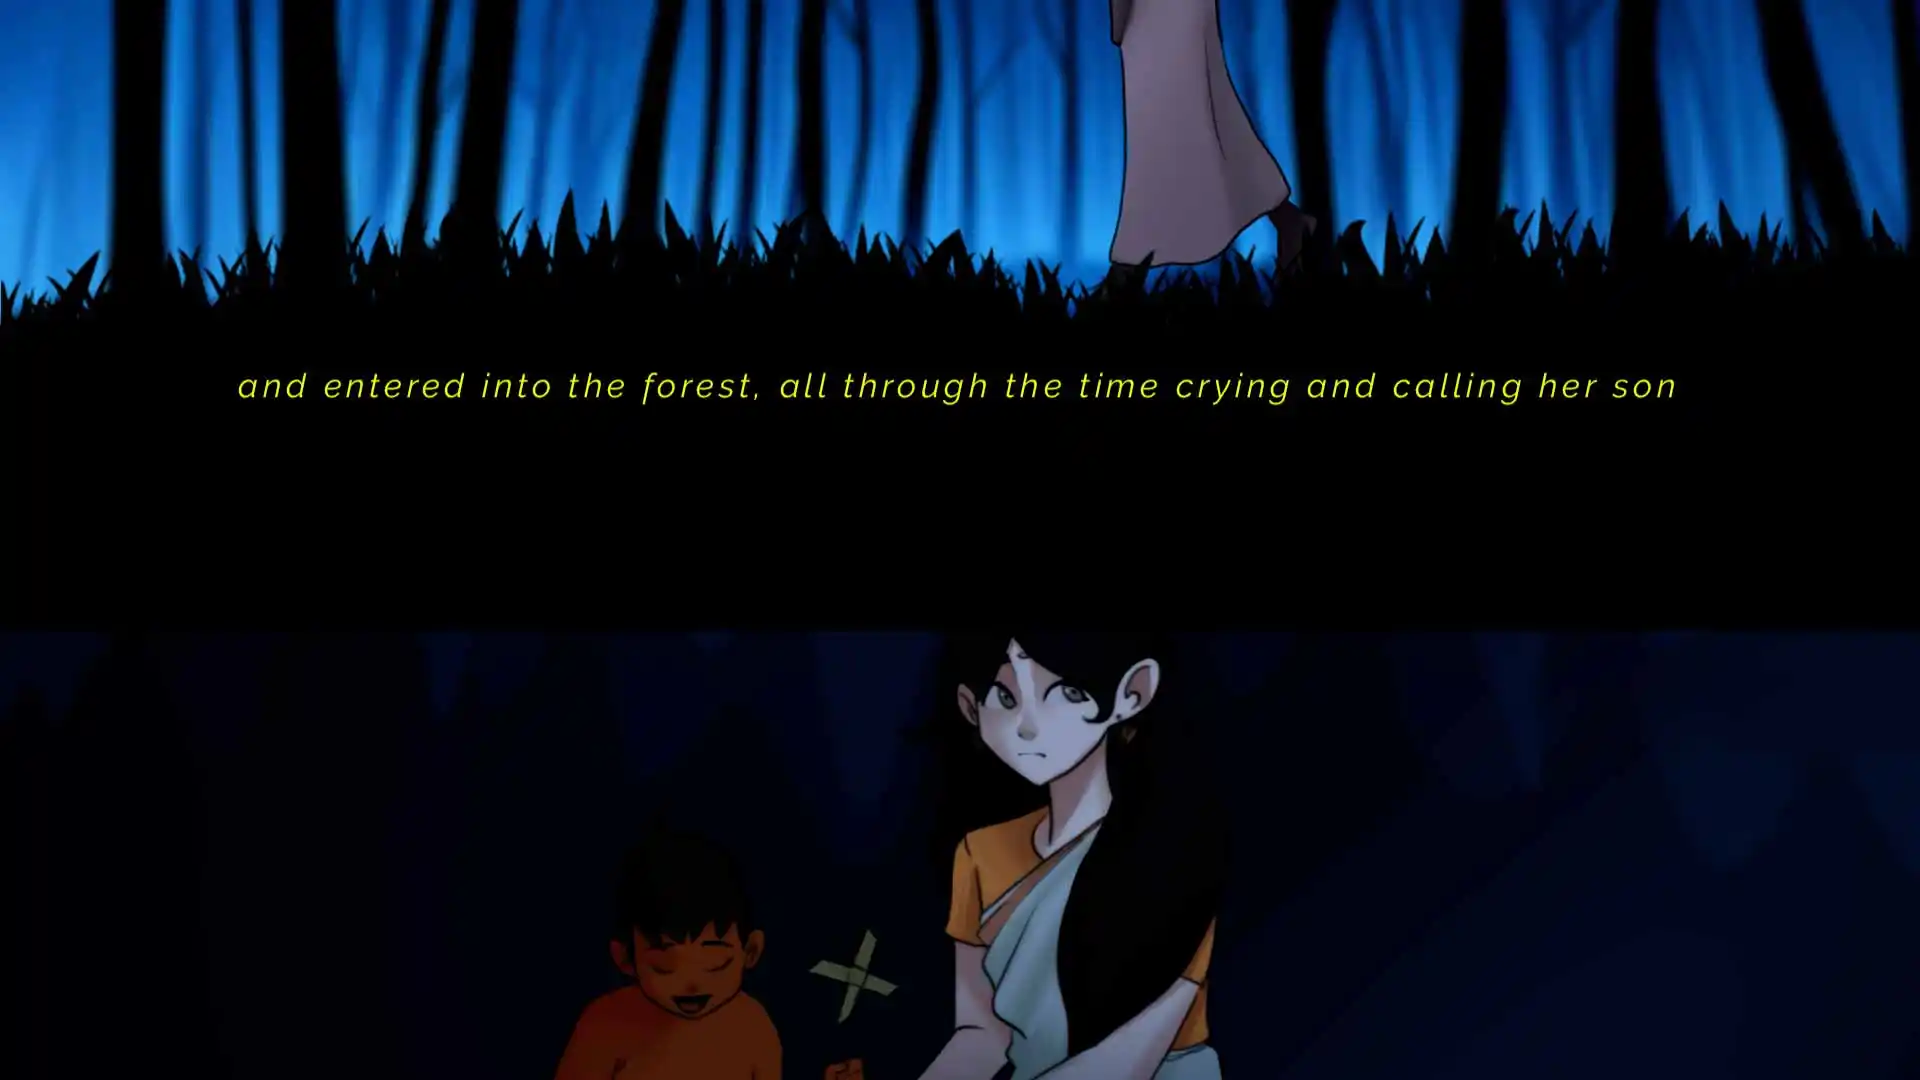 and entered into the forest, all through the time crying and calling her son